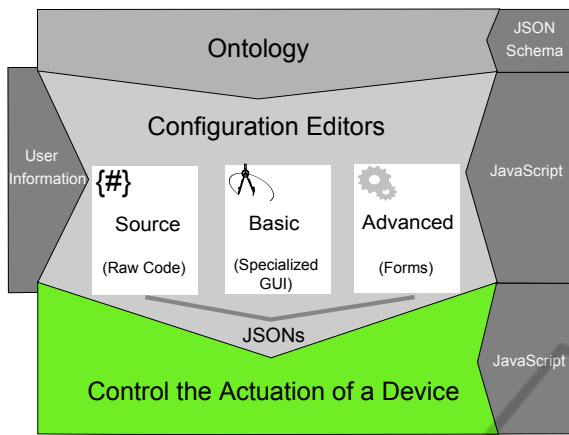 Ontology
JSON
Schema
Configuration Editors
User
Information
JavaScript
{#}
Source
(Raw Code)
Basic
(Specialized
GUI)
Advanced
(Forms)
JSONs
Control the Actuation of a Device
JavaScript